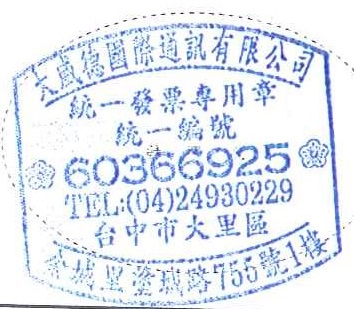 大威德國際通訊有限公司
統一發票專用章
統一編號
60366925
TEL:(04)24930229
台中市大里區
里塗城路755號1樓